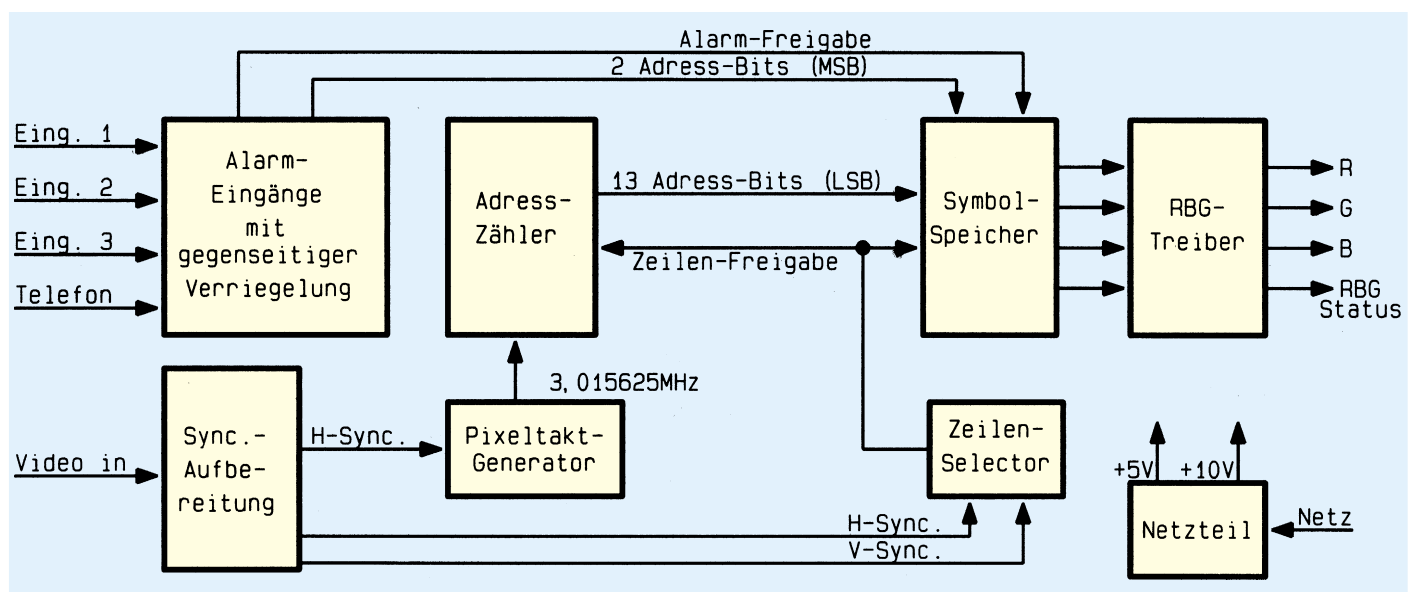 Alarm-Freigabe
2 Adress-Bits (MSB)
Eing. 1
Eing. 2
Eing. 3
Telefon
Alarm-
Eingänge
mit
gegenseitiger
Verriegelung
Adress-
Zähler
13 Adress-Bits (LSB)
Zeilen-Freigabe
Symbol-
Speicher
RBG-
Treiber
R
G
B
RBG
Status
3,015625MHz
Video in
Sync.-
Aufbe-
reitung
H-Sync.
Pixeltakt-
Generator
Zeilen-
Selector
H-Sync.
V-Sync.
+5V
+10V
Netzteil
Netz